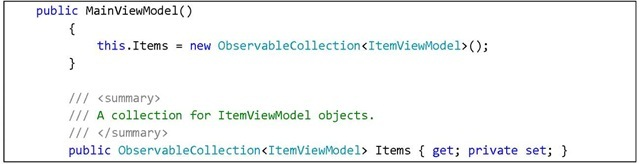 public MainViewModel()
{
this.Items = new ObservableCollection<ItemViewModel>();
}
/// <summary>
/// A collection for ItemViewModel objects.
/// </summary>
public ObservableCollection<ItemViewModel> Items { get; private set; }